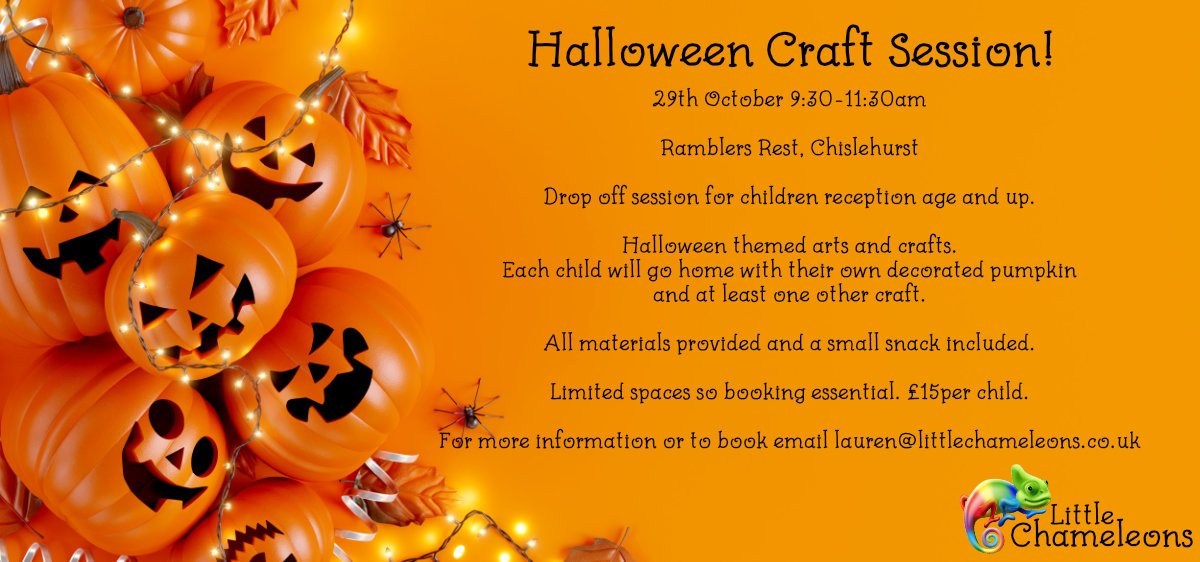 Halloween Craft Session!
29th October 9:30-11:30am
Ramblers Rest, Chislehurst
Drop off session for children reception age and up.
Halloween themed arts and crafts.
Each child will go home with their own decorated pumpkin
and at least one other craft.
All materials provided and a small snack included.
Limited spaces so booking essential. £15per child.
For more information or to book email lauren@littlechameleons.co.uk
Little
Chameleons